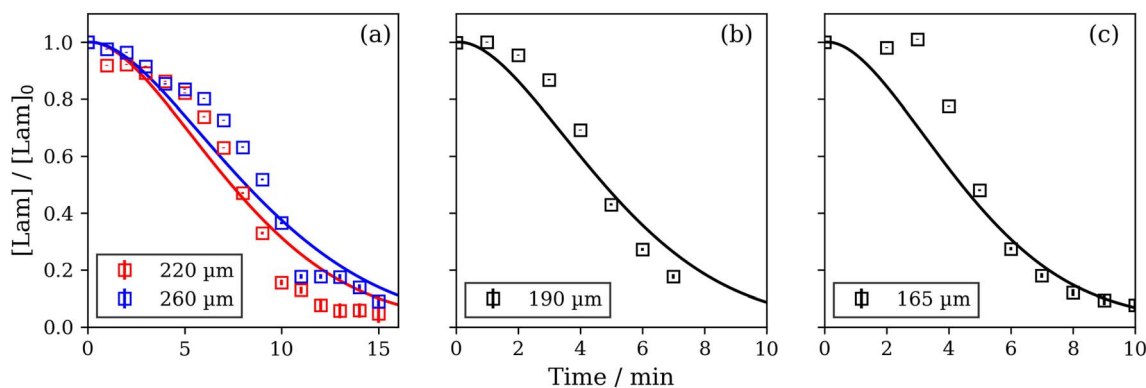 (a)
(b)
(c)
[Lam] / [Lam]₀
1.0
0.8
0.6
0.4
0.2
0.0
220 μm
260 μm
190 μm
165 μm
0 5 10 15
0 2 4 6 8 10
0 2 4 6 8 10
Time / min